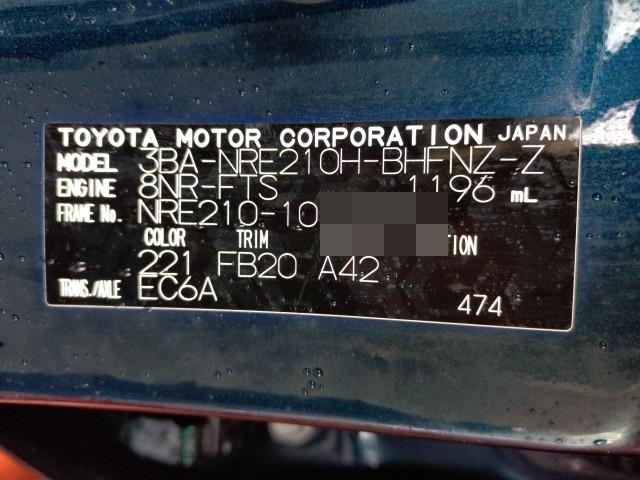 TOYOTA MOTOR CORPORATION JAPAN
MODEL 3BA-NRE210H-BHFNZ-Z
ENGINE 8NR-FTS 1196 mL
FRAME No. NRE210-10
COLOR TRIM TION
221 FB20 A42
TRANS./AXLE EC6A
474